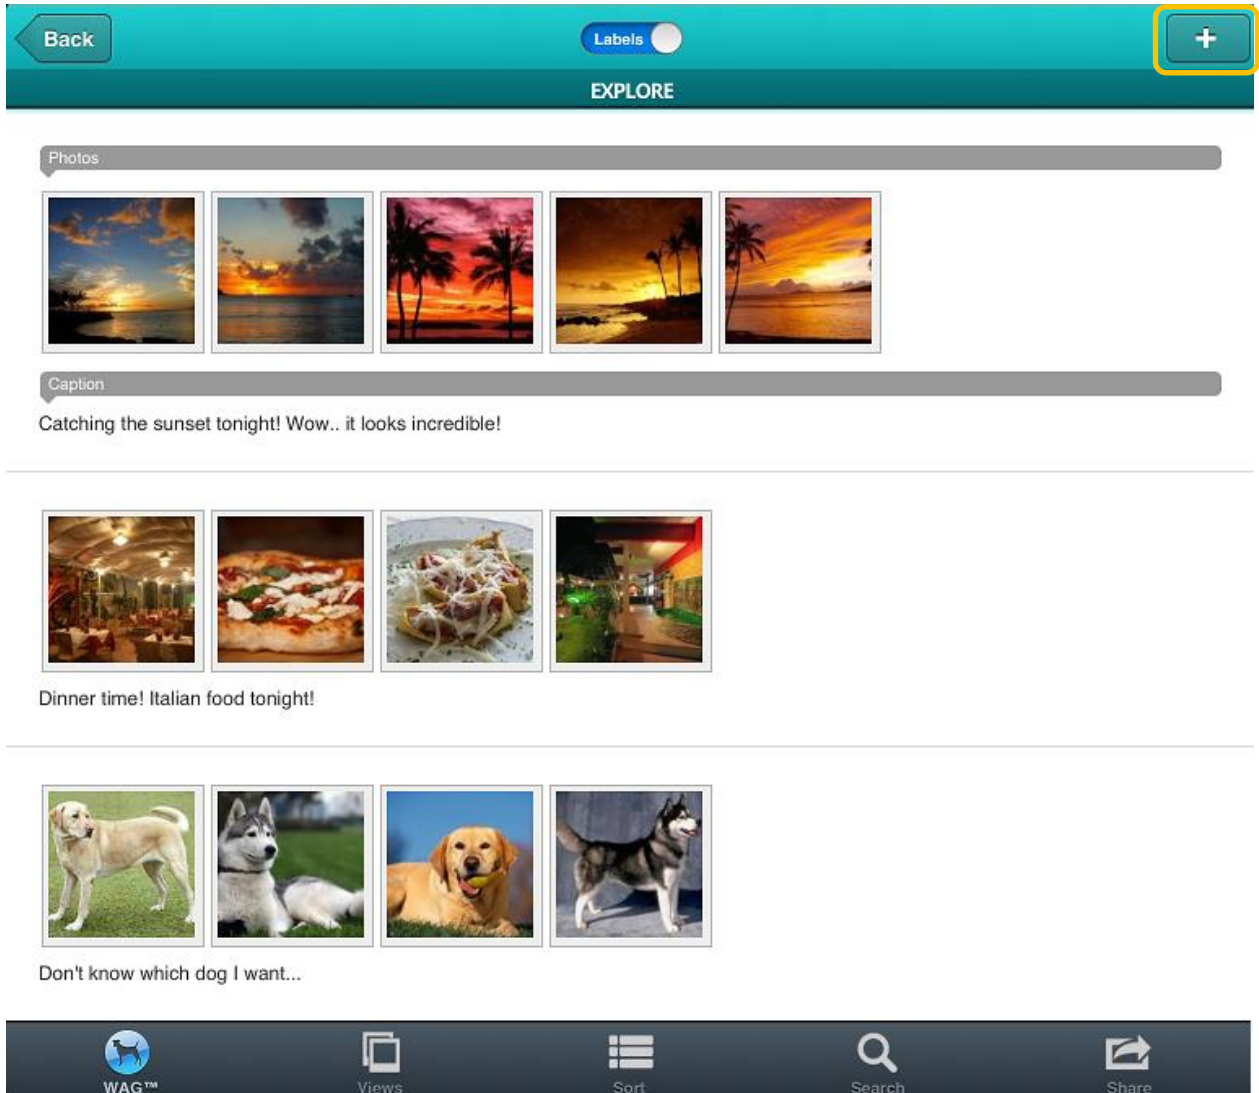 Back
Labels
+
EXPLORE
Photos
Caption
Catching the sunset tonight! Wow.. it looks incredible!
Dinner time! Italian food tonight!
Don't know which dog I want...
WAG™
Views
Sort
Search
Share